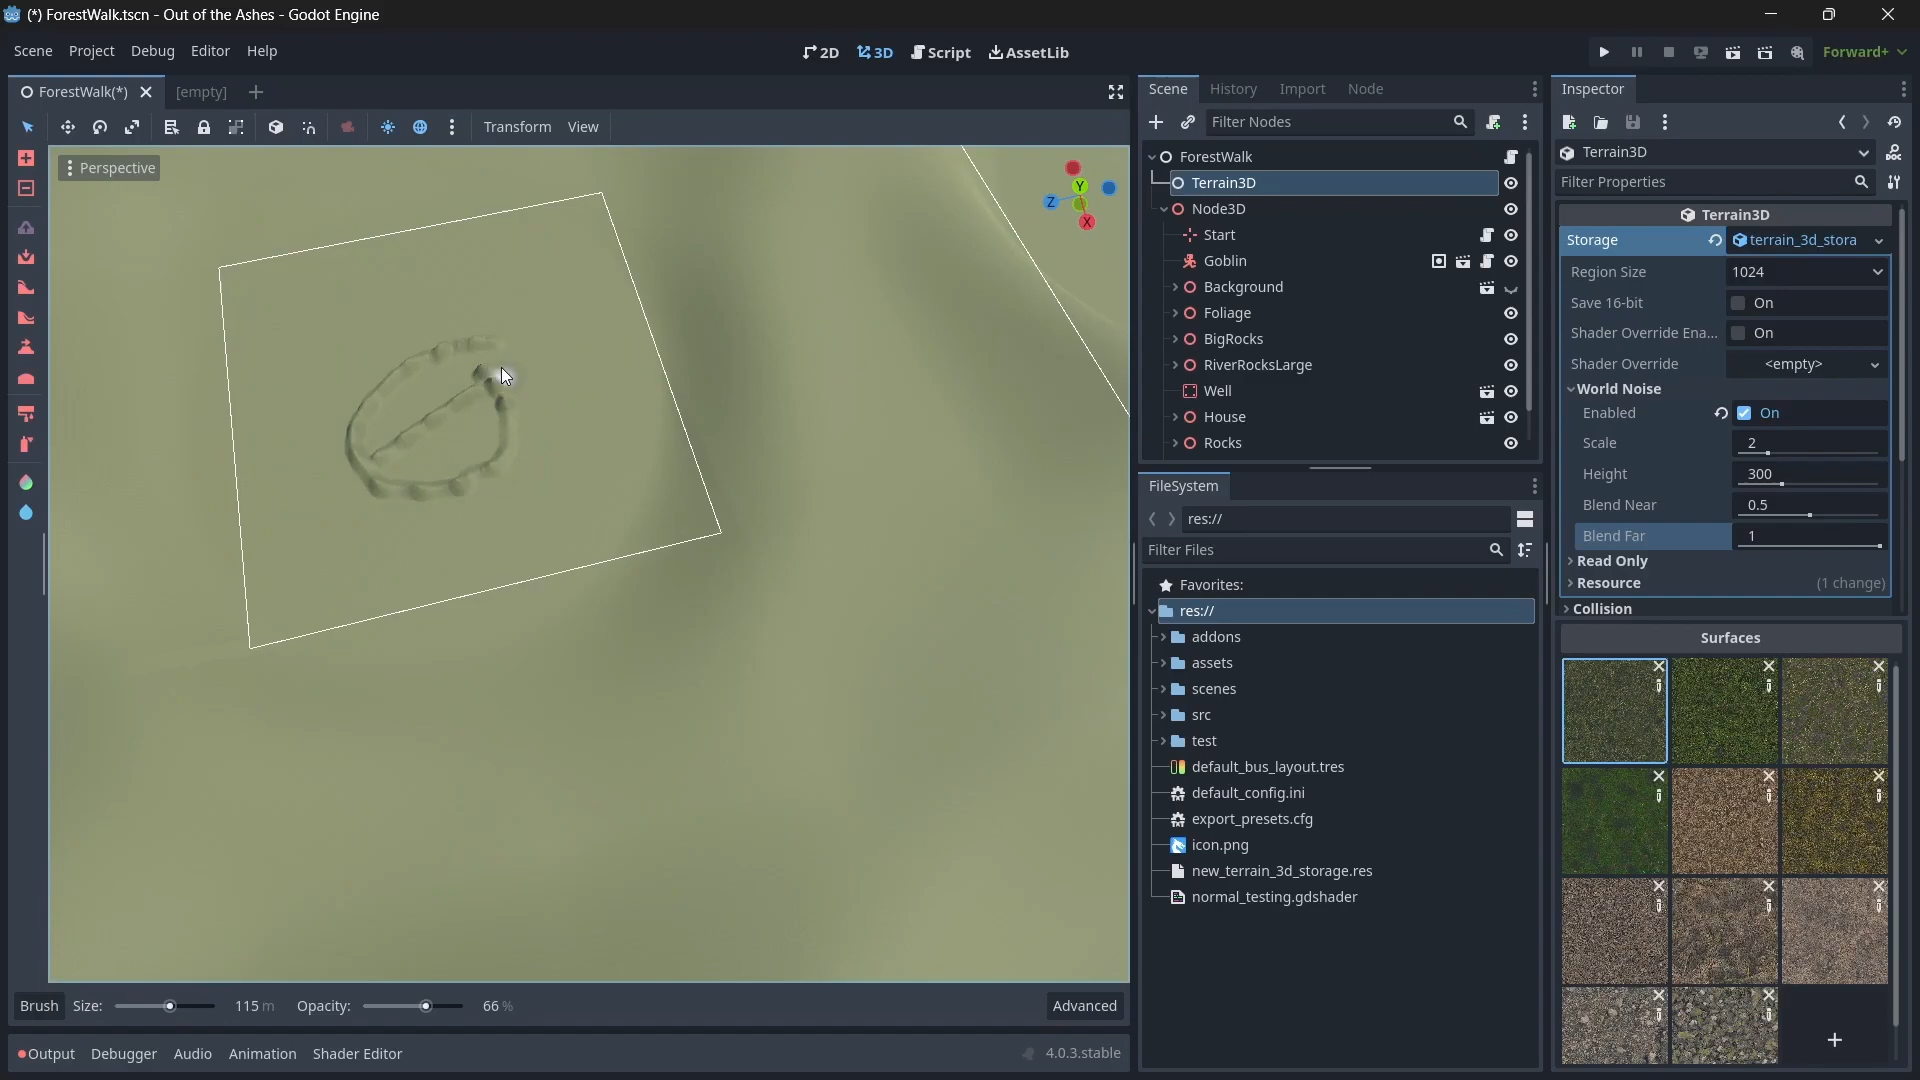 (*) ForestWalk.tscn - Out of the Ashes - Godot Engine
Scene Project Debug Editor Help
2D 3D Script AssetLib
Forward+
ForestWalk(*) [empty]
Transform View
Perspective
Y
Z
X
Brush Size: 115 m Opacity: 66 %
Advanced
Output Debugger Audio Animation Shader Editor
4.0.3.stable
Scene History Import Node
Filter Nodes
ForestWalk
Terrain3D
Node3D
Start
Goblin
Background
Foliage
BigRocks
RiverRocksLarge
Well
House
Rocks
FileSystem
res://
Filter Files
Favorites:
res://
addons
assets
scenes
src
test
default_bus_layout.tres
default_config.ini
export_presets.cfg
icon.png
new_terrain_3d_storage.res
normal_testing.gdshader
Inspector
Terrain3D
Filter Properties
Terrain3D
Storage terrain_3d_stora
Region Size 1024
Save 16-bit On
Shader Override Ena... On
Shader Override <empty>
World Noise
Enabled On
Scale 2
Height 300
Blend Near 0.5
Blend Far 1
Read Only
Resource (1 change)
Collision
Surfaces